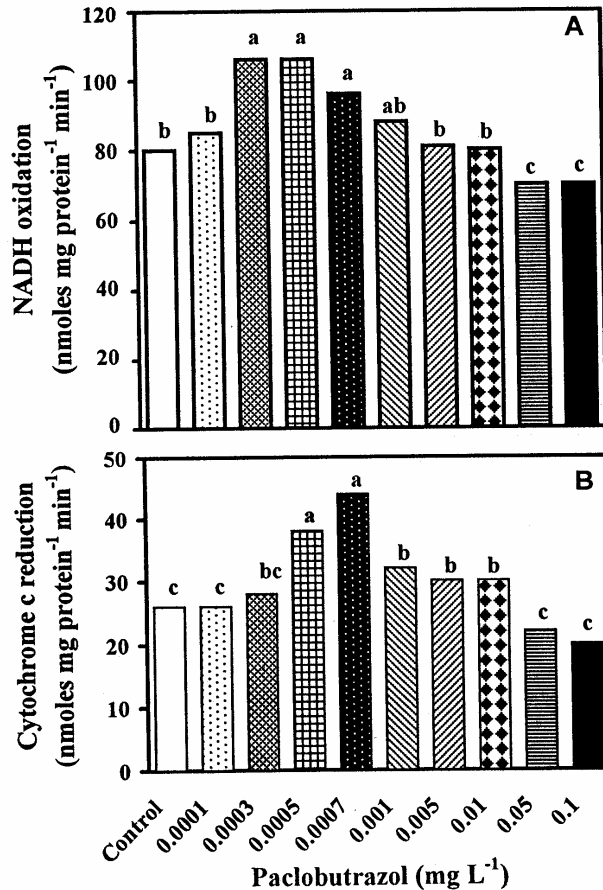 A
NADH oxidation
(nmoles mg protein⁻¹ min⁻¹)
120
100
80
60
40
20
0
b
b
a
a
a
ab
b
b
c
c
B
Cytochrome c reduction
(nmoles mg protein⁻¹ min⁻¹)
50
40
30
20
10
0
c
c
bc
a
a
b
b
b
c
c
Control
0.0001
0.0003
0.0005
0.0007
0.001
0.005
0.01
0.05
0.1
Paclobutrazol (mg L⁻¹)